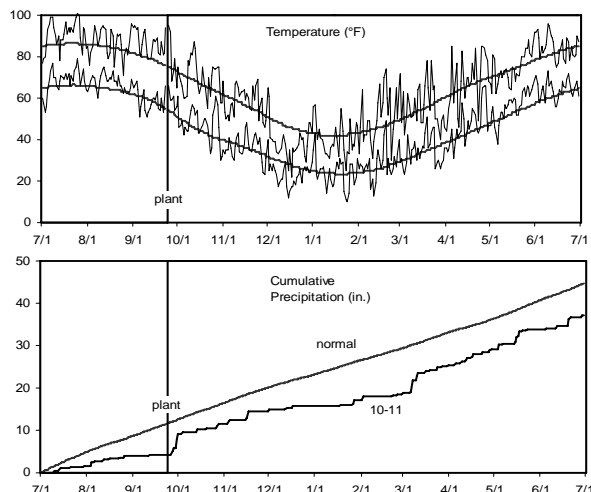 100
Temperature (°F)
80
60
40
20
plant
0
7/1 8/1 9/1 10/1 11/1 12/1 1/1 2/1 3/1 4/1 5/1 6/1 7/1
50
Cumulative
Precipitation (in.)
40
normal
30
20
plant
10-11
10
0
7/1 8/1 9/1 10/1 11/1 12/1 1/1 2/1 3/1 4/1 5/1 6/1 7/1